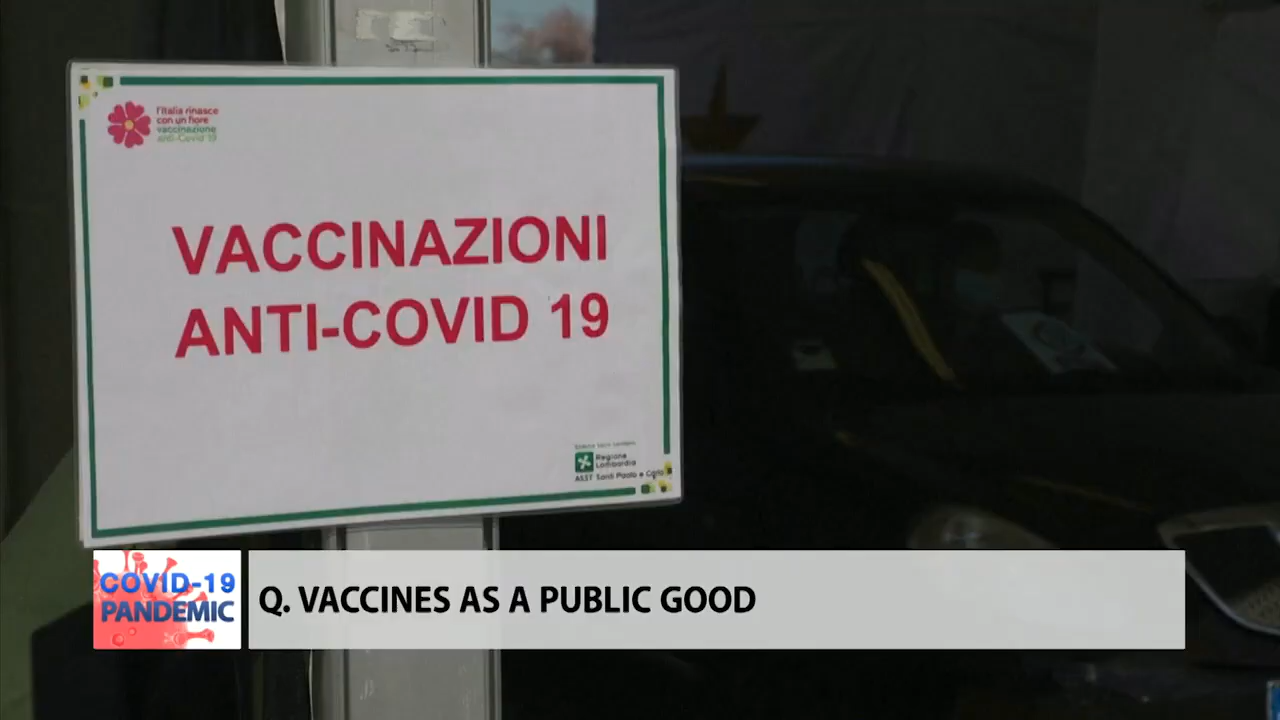 l'Italia rinasce
con un fiore
vaccinazione
anti-Covid 19
VACCINAZIONI
ANTI-COVID 19
Regione
Lombardia
ASST Santi Paolo e Carlo
COVID-19
PANDEMIC
Q. VACCINES AS A PUBLIC GOOD